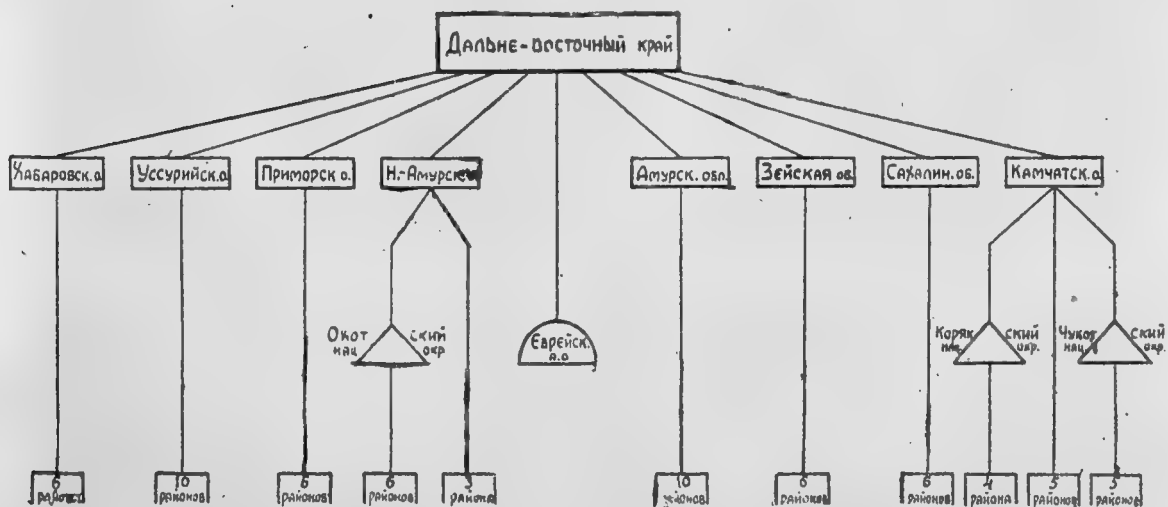 Дальне-восточный край
Хабаровск. о.
Уссурийск. о.
Приморск о.
Н.-Амурск
Амурск. обл.
Зейская об.
Сахалин. об.
Камчатск. о.
Охот ский
нац окр
Еврейск.
а.о
Коряк ский
нац. окр.
Чукот ский
нац. окр.
6
районов
10
районов
6
районов
6
районов
района
10
районов
6
районов
6
районов
4
района
5
районов
5
районов